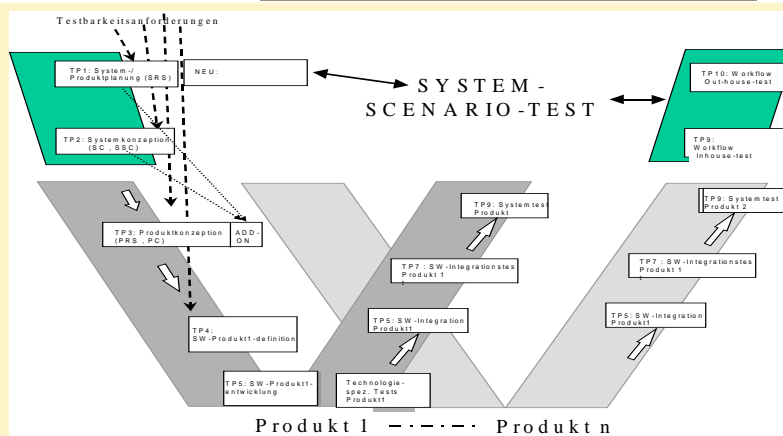 Testbarkeitsanforderungen
TP1: System-/
Produktplanung (SRS)
NEU:
SYSTEM-
SCENARIO-TEST
TP10: Workflow
Out-house-test
TP2: Systemkonzeption
(SC , SSC)
TP9:
Workflow
Inhouse-test
TP3: Produktkonzeption
(PRS , PC)
ADD-
ON
TP9: Systemtest
Produkt
TP9: Systemtest
Produkt 2
TP7 : SW-Integrationstes
Produkt 1
t
TP7 : SW-Integrationstes
Produkt 1
t
TP4:
SW-Produkt1-definition
TP5: SW-Integration
Produkt1
TP5: SW-Integration
Produkt1
TP5: SW-Produkt1-
entwicklung
Technologie-
spez. Tests
Produkt1
Produkt 1
Produkt n